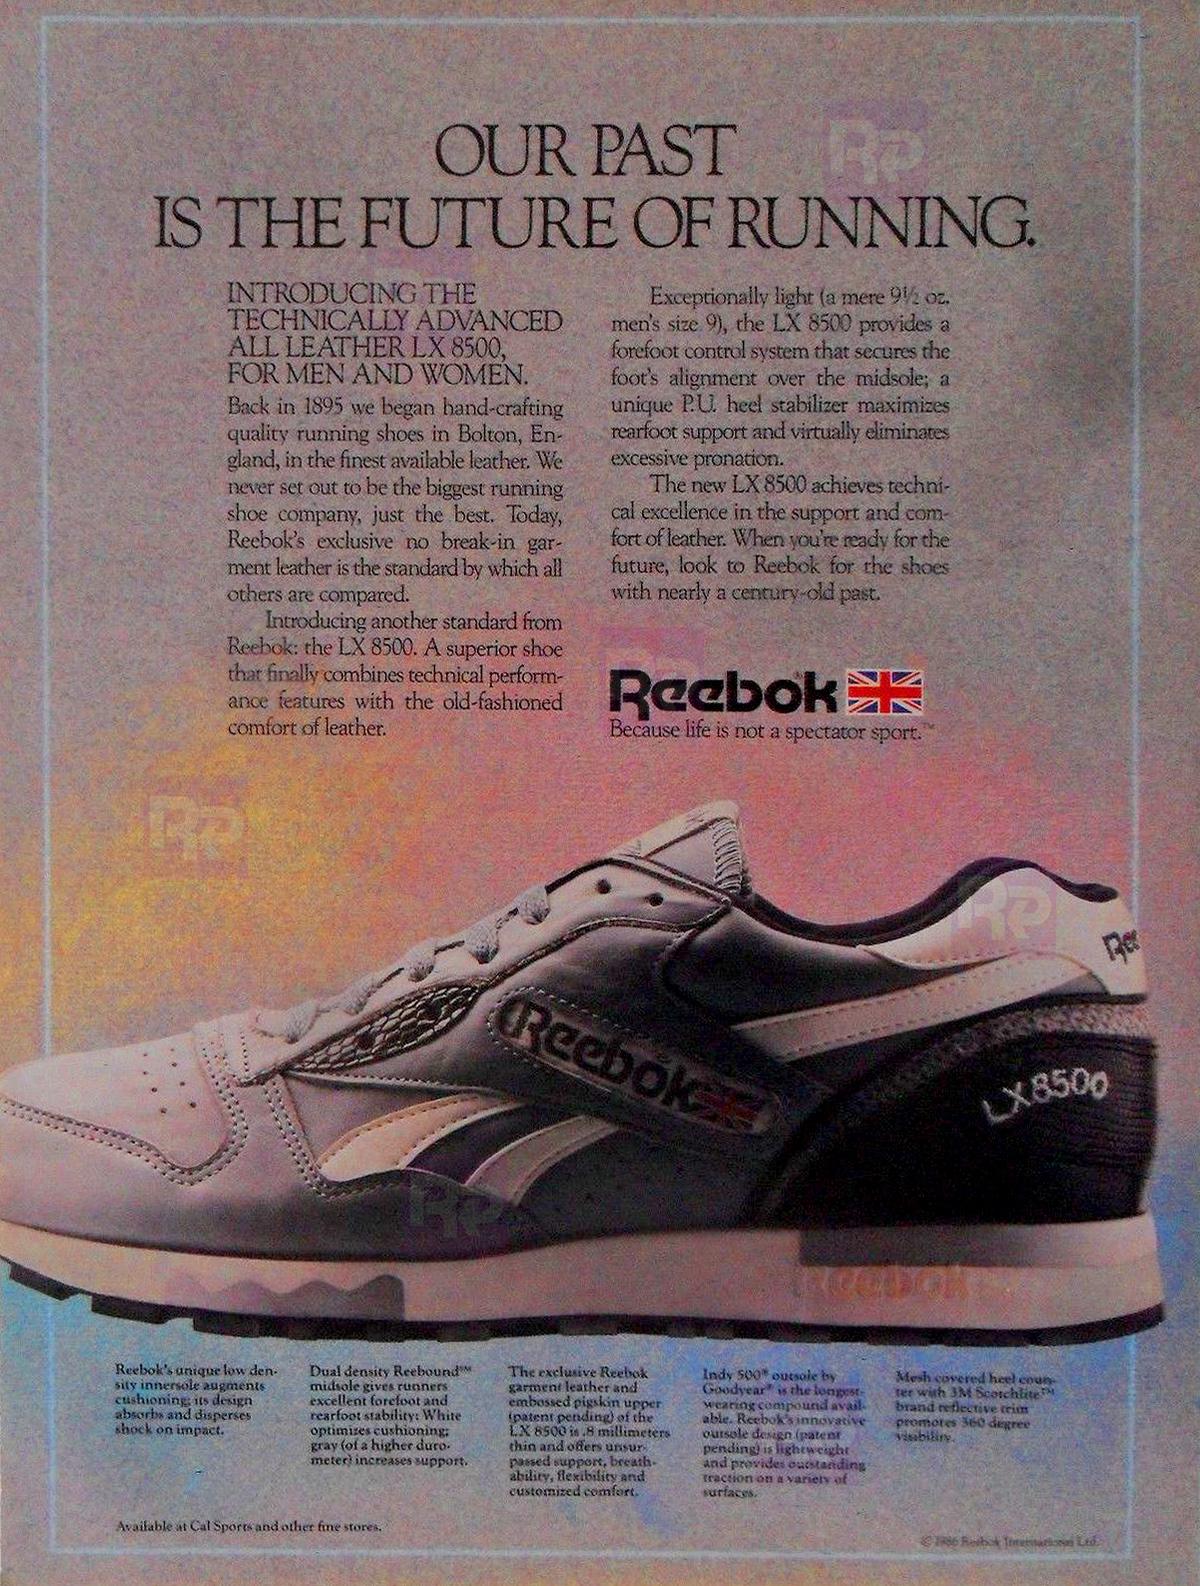 OUR PAST
IS THE FUTURE OF RUNNING.
INTRODUCING THE
TECHNICALLY ADVANCED
ALL LEATHER LX 8500,
FOR MEN AND WOMEN.
Back in 1895 we began hand-crafting
quality running shoes in Bolton, En-
gland, in the finest available leather. We
never set out to be the biggest running
shoe company, just the best. Today,
Reebok's exclusive no break-in gar-
ment leather is the standard by which all
others are compared.
Introducing another standard from
Reebok: the LX 8500. A superior shoe
that finally combines technical perform-
ance features with the old-fashioned
comfort of leather.
Exceptionally light (a mere 9½ oz.
men's size 9), the LX 8500 provides a
forefoot control system that secures the
foot's alignment over the midsole; a
unique P.U. heel stabilizer maximizes
rearfoot support and virtually eliminates
excessive pronation.
The new LX 8500 achieves techni-
cal excellence in the support and com-
fort of leather. When you're ready for the
future, look to Reebok for the shoes
with nearly a century-old past.
Reebok
Because life is not a spectator sport.™
Ree
Reebok
LX8500
Reebok
Reebok's unique low den-
sity innersole augments
cushioning; its design
absorbs and disperses
shock on impact.
Dual density Reebound℠
midsole gives runners
excellent forefoot and
rearfoot stability: White
optimizes cushioning;
gray (of a higher duro-
meter) increases support.
The exclusive Reebok
garment leather and
embossed pigskin upper
(patent pending) of the
LX 8500 is .8 millimeters
thin and offers unsur-
passed support, breath-
ability, flexibility and
customized comfort.
Indy 500® outsole by
Goodyear® is the longest-
wearing compound avail-
able. Reebok's innovative
outsole design (patent
pending) is lightweight
and provides outstanding
traction on a variety of
surfaces.
Mesh covered heel coun-
ter with 3M Scotchlite™
brand reflective trim
promotes 360 degree
visibility.
Available at Cal Sports and other fine stores.
© 1986 Reebok International Ltd.